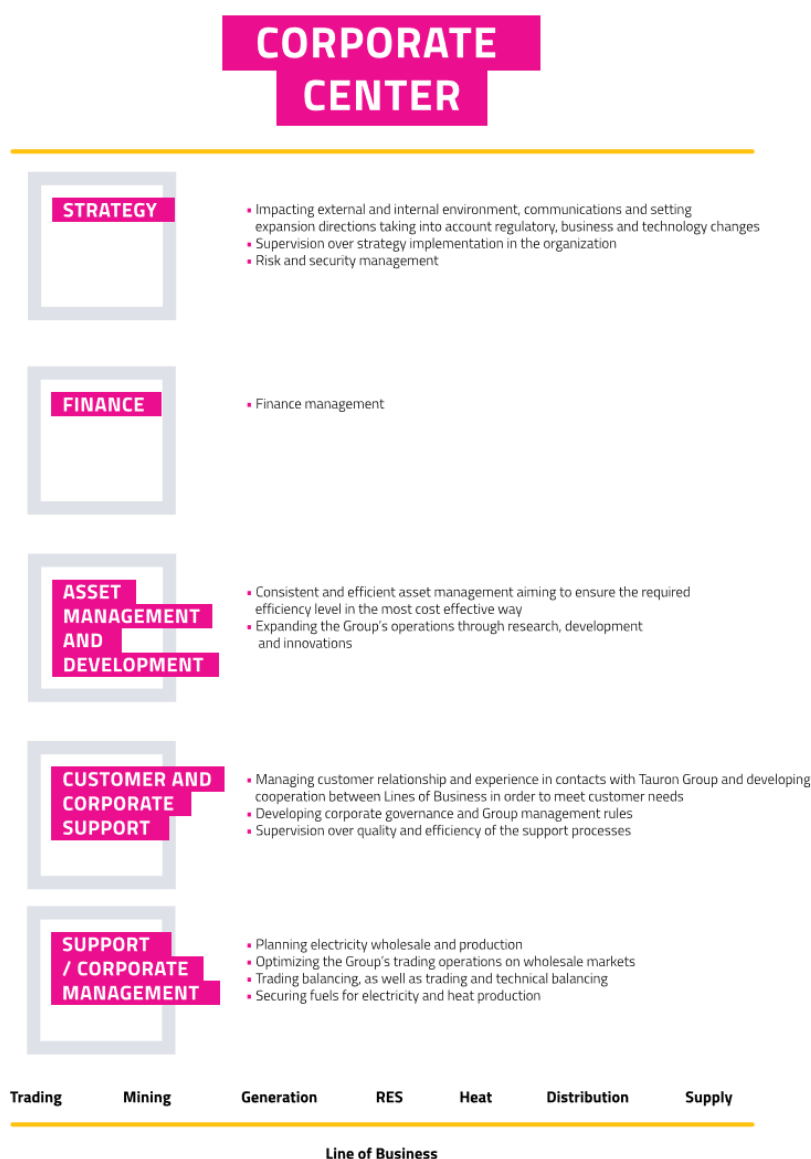 CORPORATE
CENTER
STRATEGY
▪ Impacting external and internal environment, communications and setting
expansion directions taking into account regulatory, business and technology changes
▪ Supervision over strategy implementation in the organization
▪ Risk and security management
FINANCE
▪ Finance management
ASSET
MANAGEMENT
AND
DEVELOPMENT
▪ Consistent and efficient asset management aiming to ensure the required
efficiency level in the most cost effective way
▪ Expanding the Group's operations through research, development
and innovations
CUSTOMER AND
CORPORATE
SUPPORT
▪ Managing customer relationship and experience in contacts with Tauron Group and developing
cooperation between Lines of Business in order to meet customer needs
▪ Developing corporate governance and Group management rules
▪ Supervision over quality and efficiency of the support processes
SUPPORT
/ CORPORATE
MANAGEMENT
▪ Planning electricity wholesale and production
▪ Optimizing the Group's trading operations on wholesale markets
▪ Trading balancing, as well as trading and technical balancing
▪ Securing fuels for electricity and heat production
Trading Mining Generation RES Heat Distribution Supply
Line of Business